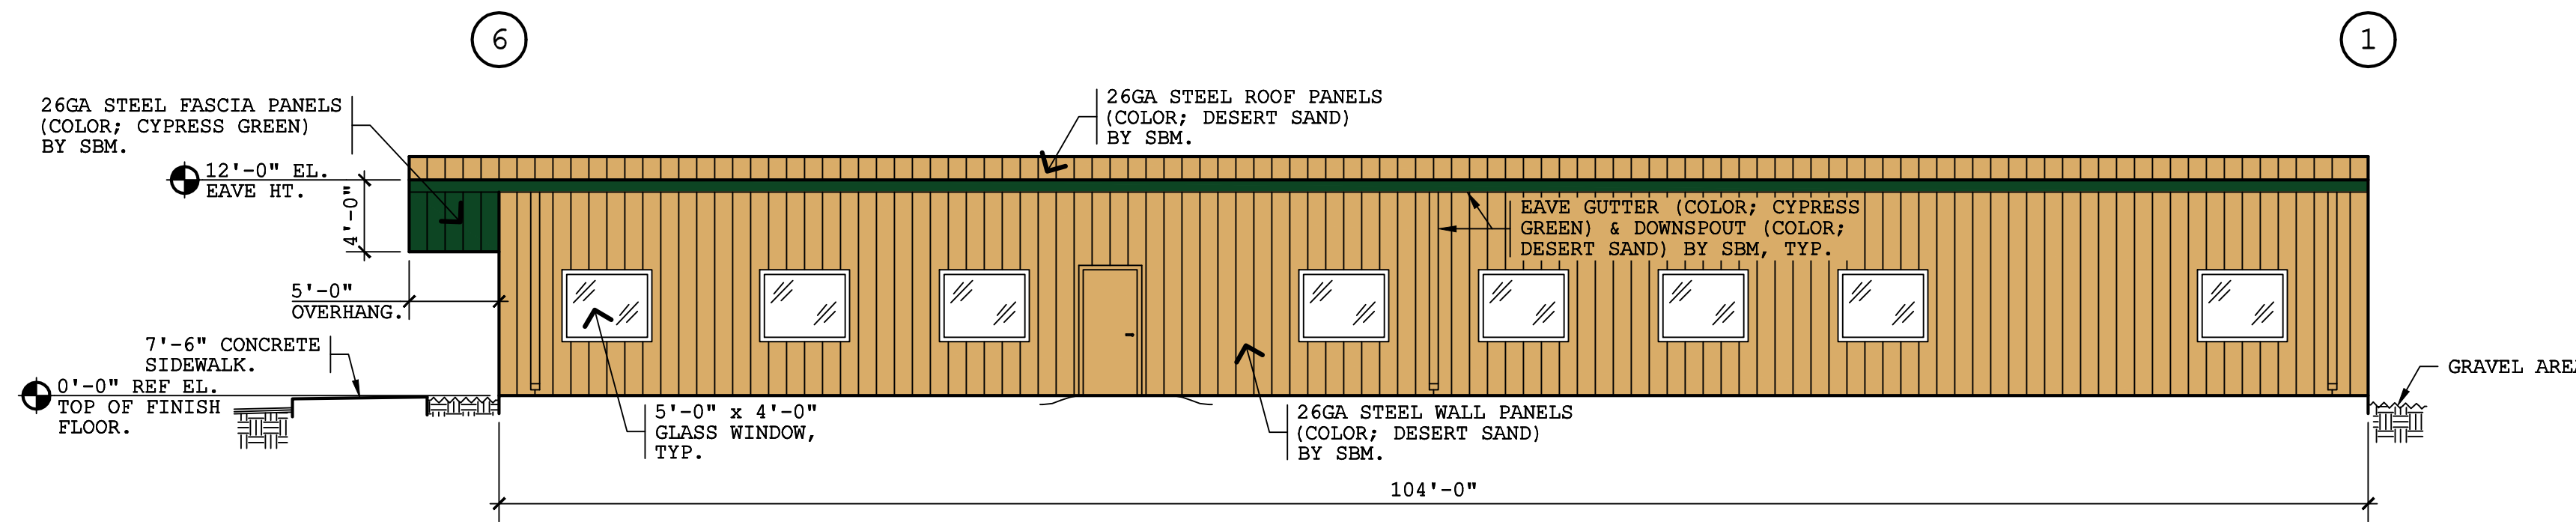 6
1
26GA STEEL FASCIA PANELS
(COLOR; CYPRESS GREEN)
BY SBM.
26GA STEEL ROOF PANELS
(COLOR; DESERT SAND)
BY SBM.
12'-0" EL.
EAVE HT.
4'-0"
EAVE GUTTER (COLOR; CYPRESS
GREEN) & DOWNSPOUT (COLOR;
DESERT SAND) BY SBM, TYP.
5'-0"
OVERHANG.
7'-6" CONCRETE
SIDEWALK.
0'-0" REF EL.
TOP OF FINISH
FLOOR.
5'-0" x 4'-0"
GLASS WINDOW,
TYP.
26GA STEEL WALL PANELS
(COLOR; DESERT SAND)
BY SBM.
GRAVEL
104'-0"